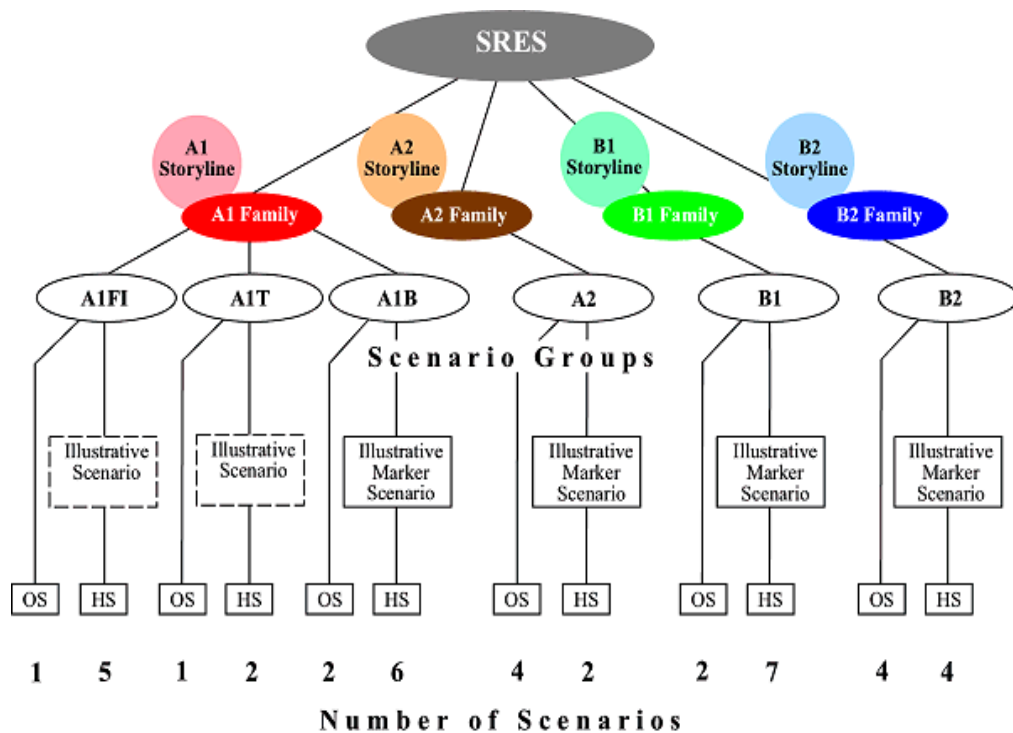 SRES
A1
Storyline
A2
Storyline
B1
Storyline
B2
Storyline
A1 Family
A2 Family
B1 Family
B2 Family
A1FI
A1T
A1B
A2
B1
B2
Scenario Groups
Illustrative
Scenario
Illustrative
Scenario
Illustrative
Marker
Scenario
Illustrative
Marker
Scenario
Illustrative
Marker
Scenario
Illustrative
Marker
Scenario
OS
HS
OS
HS
OS
HS
OS
HS
OS
HS
OS
HS
1 5 1 2 2 6 4 2 2 7 4 4
Number of Scenarios